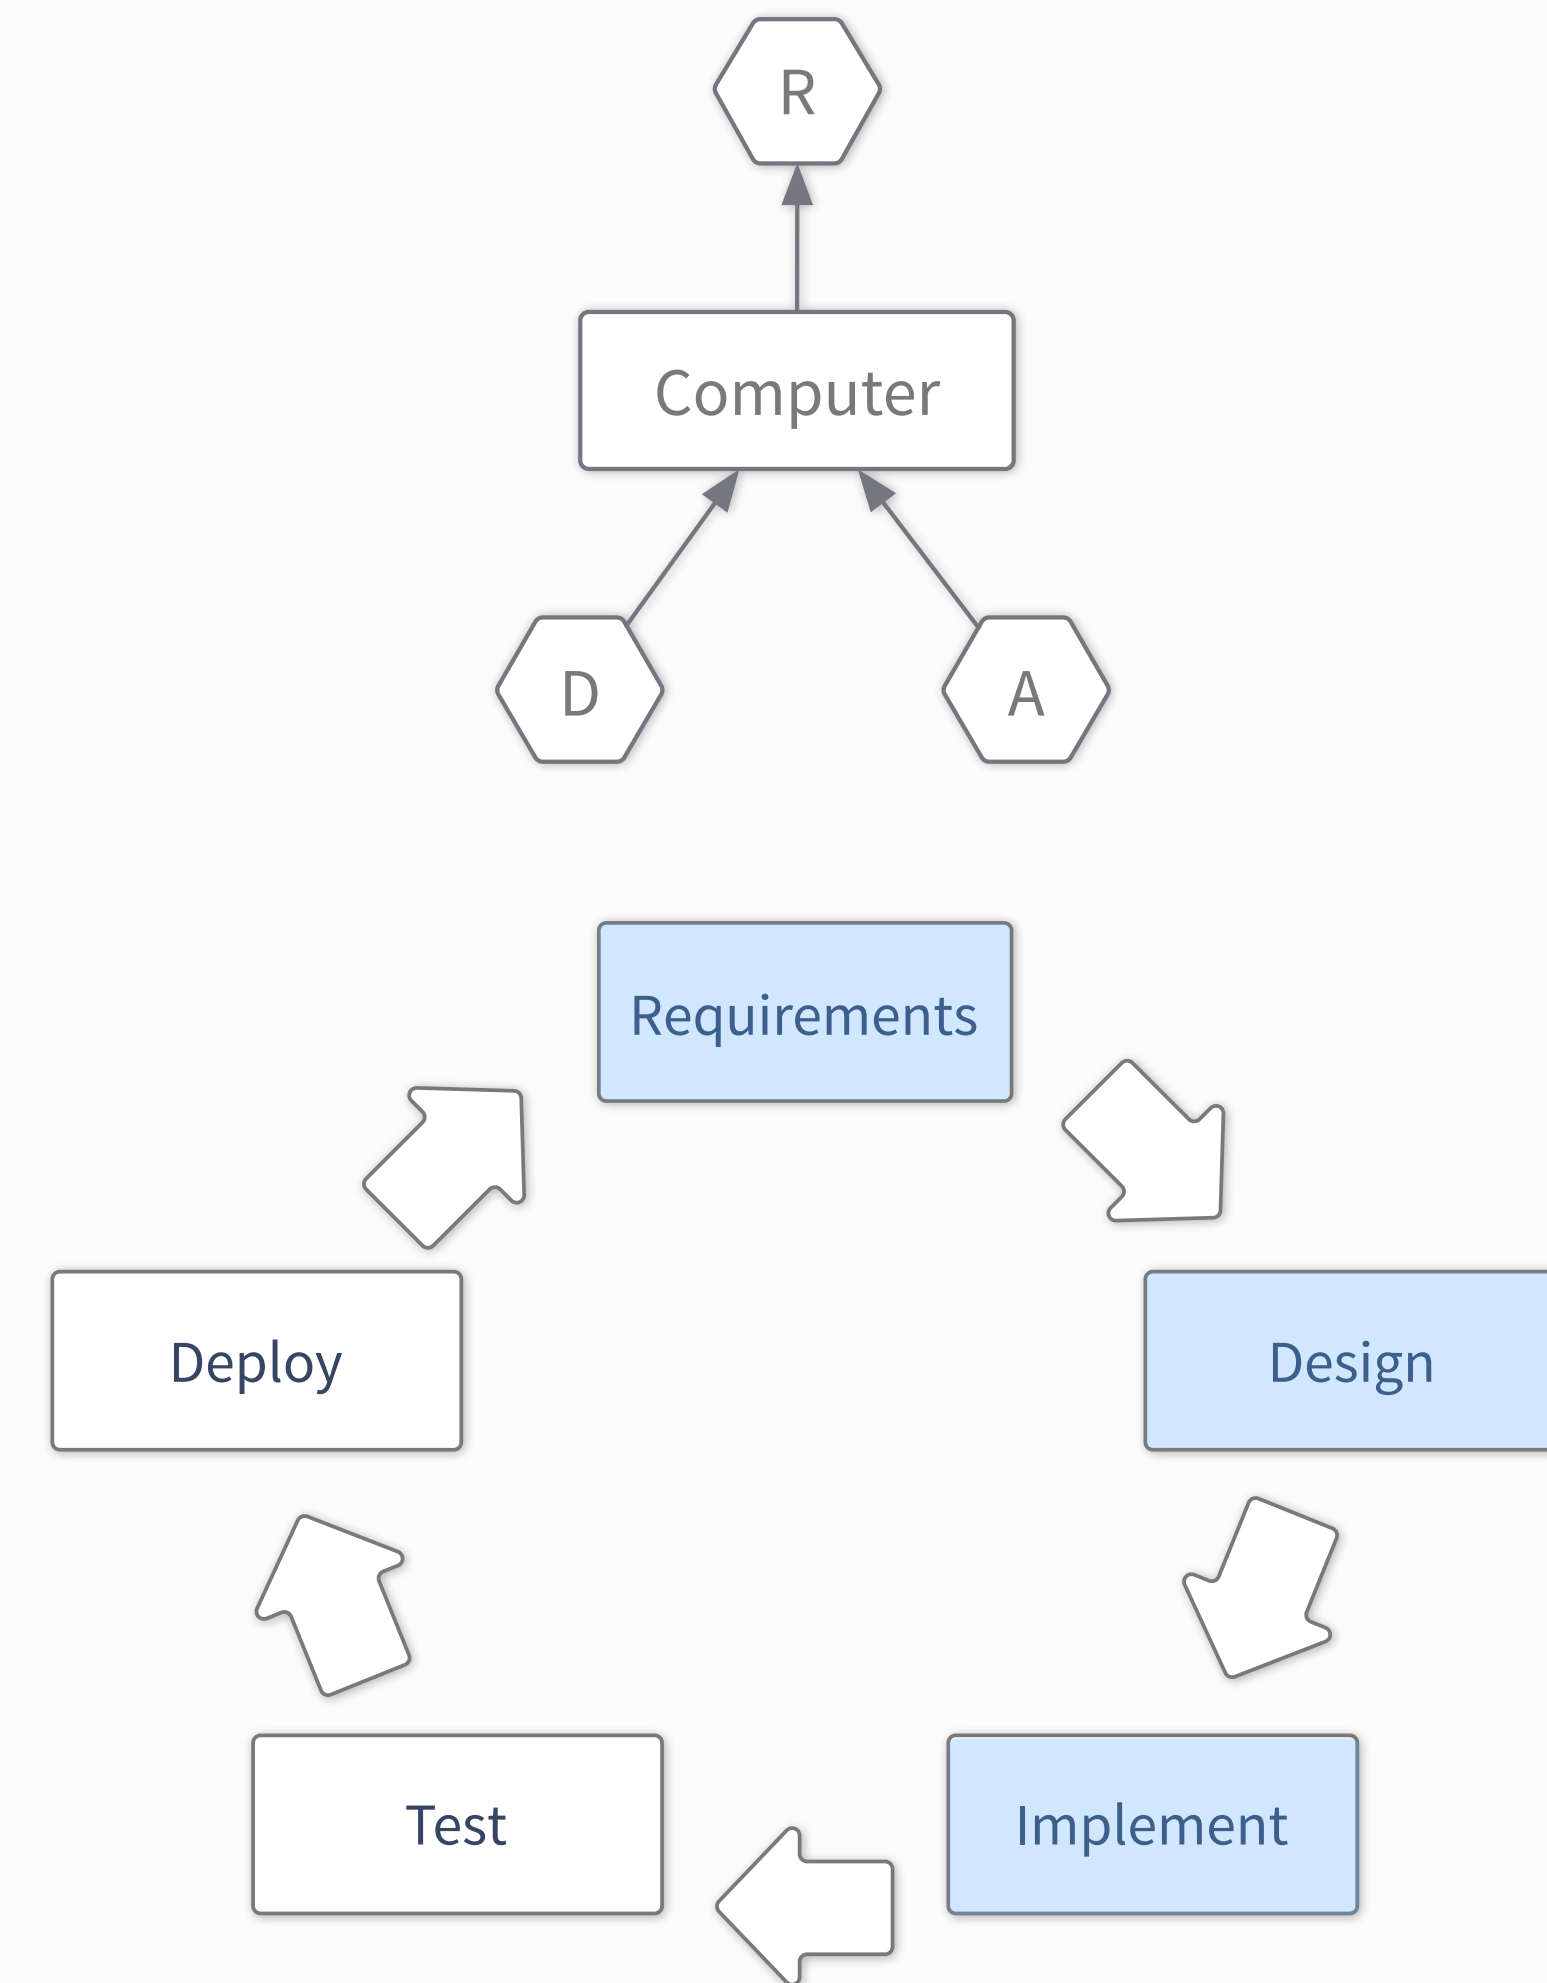 R
Computer
D
A
Requirements
Deploy
Design
Test
Implement